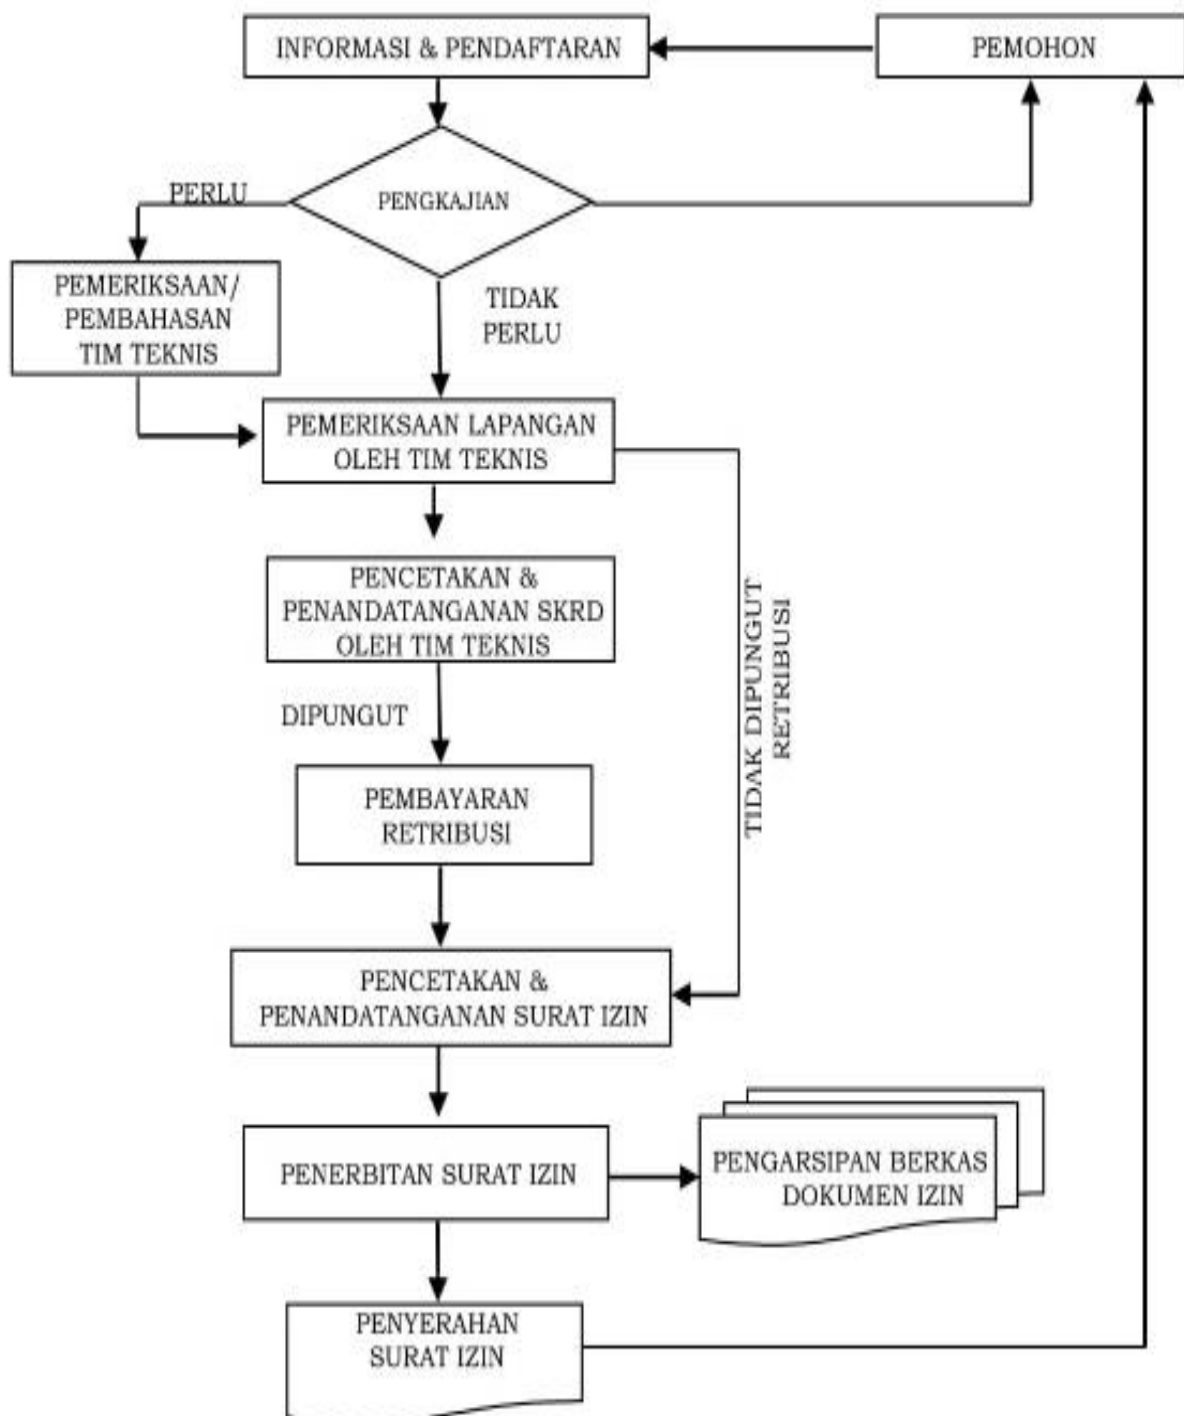 INFORMASI & PENDAFTARAN
PEMOHON
PENGKAJIAN
PERLU
PEMERIKSAAN/
PEMBAHASAN
TIM TEKNIS
TIDAK
PERLU
PEMERIKSAAN LAPANGAN
OLEH TIM TEKNIS
PENCETAKAN &
PENANDATANGANAN SKRD
OLEH TIM TEKNIS
TIDAK DIPUNGUT
RETRIBUSI
DIPUNGUT
PEMBAYARAN
RETRIBUSI
PENCETAKAN &
PENANDATANGANAN SURAT IZIN
PENERBITAN SURAT IZIN
PENGARSIPAN BERKAS
DOKUMEN IZIN
PENYERAHAN
SURAT IZIN